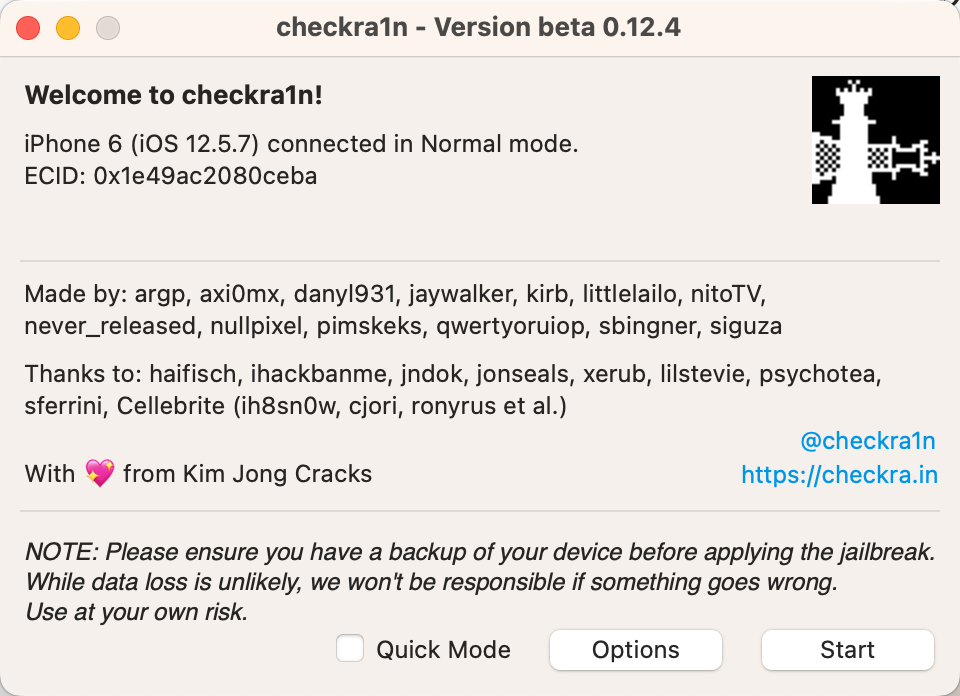 checkra1n - Version beta 0.12.4
Welcome to checkra1n!
iPhone 6 (iOS 12.5.7) connected in Normal mode.
ECID: 0x1e49ac2080ceba
Made by: argp, axi0mx, danyl931, jaywalker, kirb, littlelailo, nitoTV,
never_released, nullpixel, pimskeks, qwertyoruiop, sbingner, siguza
Thanks to: haifisch, ihackbanme, jndok, jonseals, xerub, lilstevie, psychotea,
sferrini, Cellebrite (ih8sn0w, cjori, ronyrus et al.)
@checkra1n
With 💖 from Kim Jong Cracks
https://checkra.in
NOTE: Please ensure you have a backup of your device before applying the jailbreak.
While data loss is unlikely, we won't be responsible if something goes wrong.
Use at your own risk.
Quick Mode
Options
Start